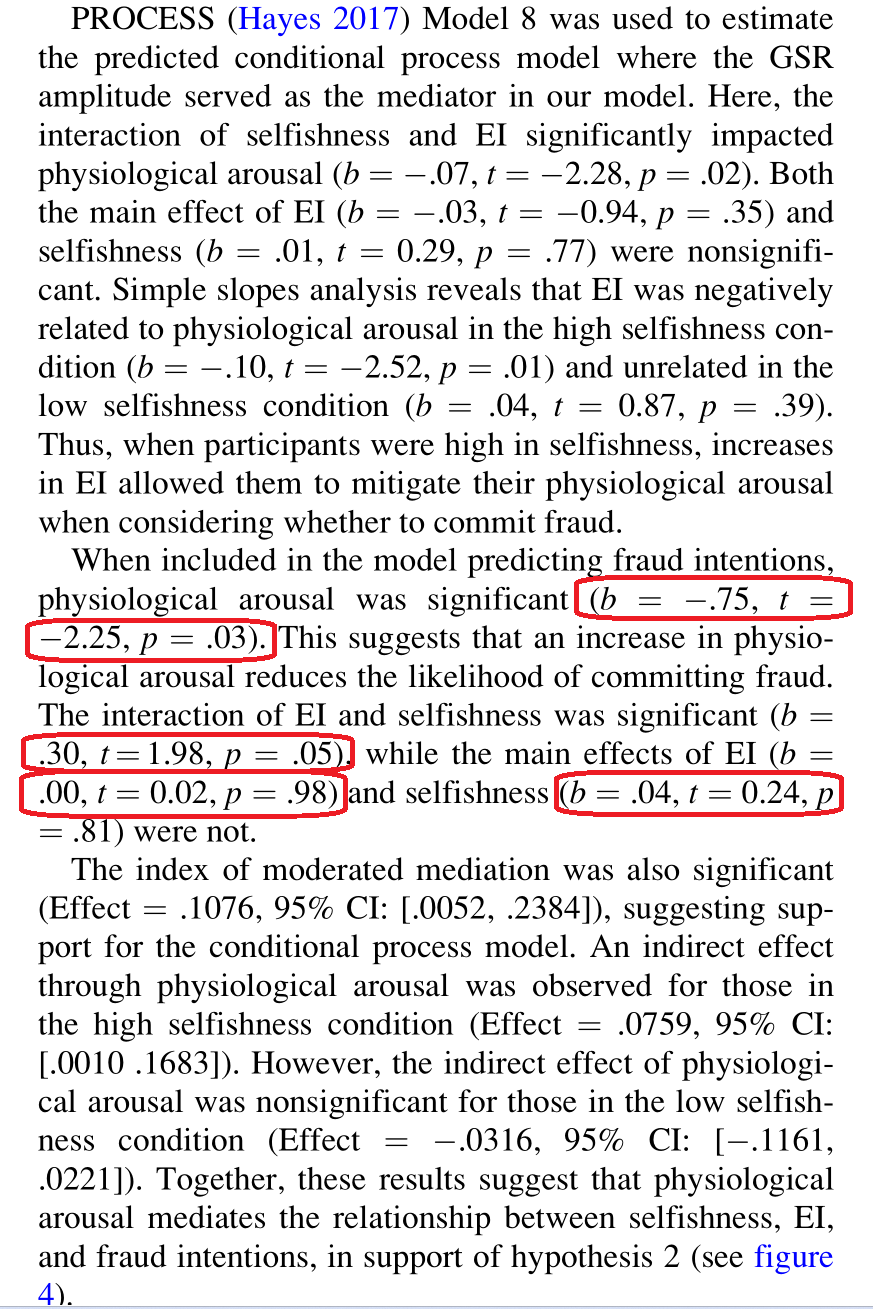 PROCESS (Hayes 2017) Model 8 was used to estimate
the predicted conditional process model where the GSR
amplitude served as the mediator in our model. Here, the
interaction of selfishness and EI significantly impacted
physiological arousal (b = −.07, t = −2.28, p = .02). Both
the main effect of EI (b = −.03, t = −0.94, p = .35) and
selfishness (b = .01, t = 0.29, p = .77) were nonsignifi-
cant. Simple slopes analysis reveals that EI was negatively
related to physiological arousal in the high selfishness con-
dition (b = −.10, t = −2.52, p = .01) and unrelated in the
low selfishness condition (b = .04, t = 0.87, p = .39).
Thus, when participants were high in selfishness, increases
in EI allowed them to mitigate their physiological arousal
when considering whether to commit fraud.
When included in the model predicting fraud intentions,
physiological arousal was significant (b = −.75, t =
−2.25, p = .03). This suggests that an increase in physio-
logical arousal reduces the likelihood of committing fraud.
The interaction of EI and selfishness was significant (b =
.30, t = 1.98, p = .05), while the main effects of EI (b =
.00, t = 0.02, p = .98) and selfishness (b = .04, t = 0.24, p
= .81) were not.
The index of moderated mediation was also significant
(Effect = .1076, 95% CI: [.0052, .2384]), suggesting sup-
port for the conditional process model. An indirect effect
through physiological arousal was observed for those in
the high selfishness condition (Effect = .0759, 95% CI:
[.0010 .1683]). However, the indirect effect of physiologi-
cal arousal was nonsignificant for those in the low selfish-
ness condition (Effect = −.0316, 95% CI: [−.1161,
.0221]). Together, these results suggest that physiological
arousal mediates the relationship between selfishness, EI,
and fraud intentions, in support of hypothesis 2 (see figure
4).